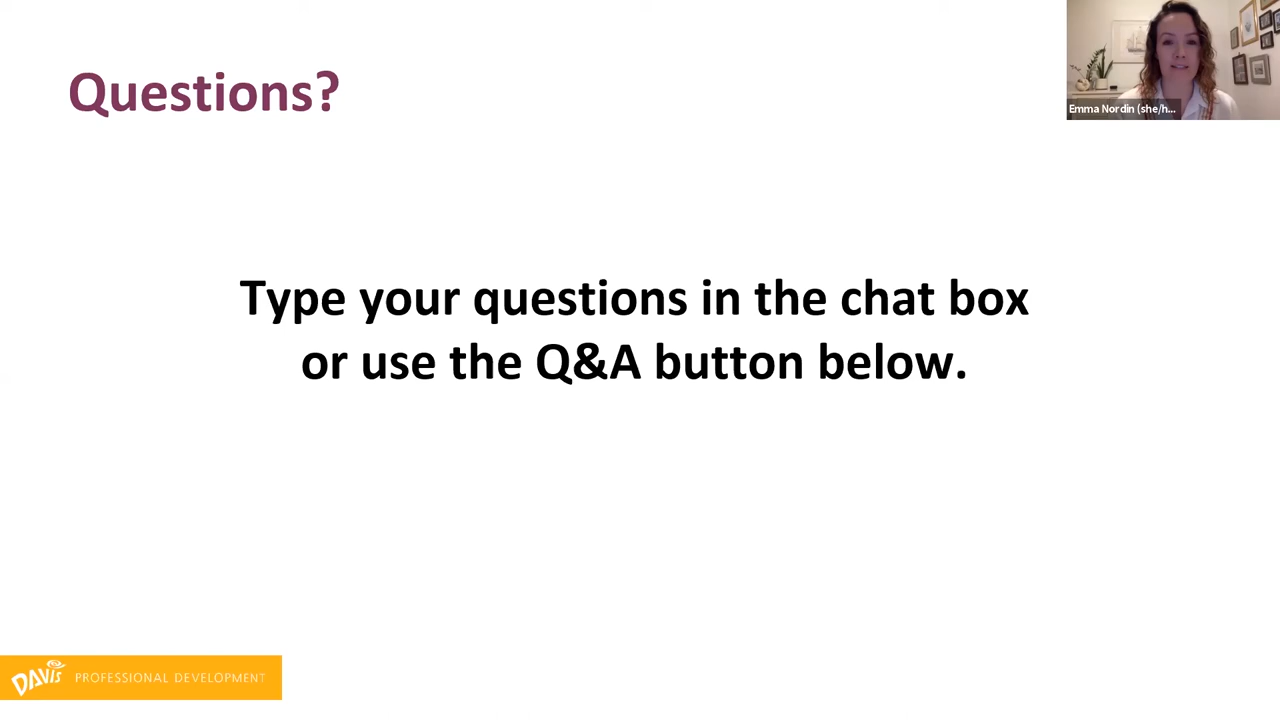 Questions?
Emma Nordin (she/h...
Type your questions in the chat box
or use the Q&A button below.
DAVIS PROFESSIONAL DEVELOPMENT